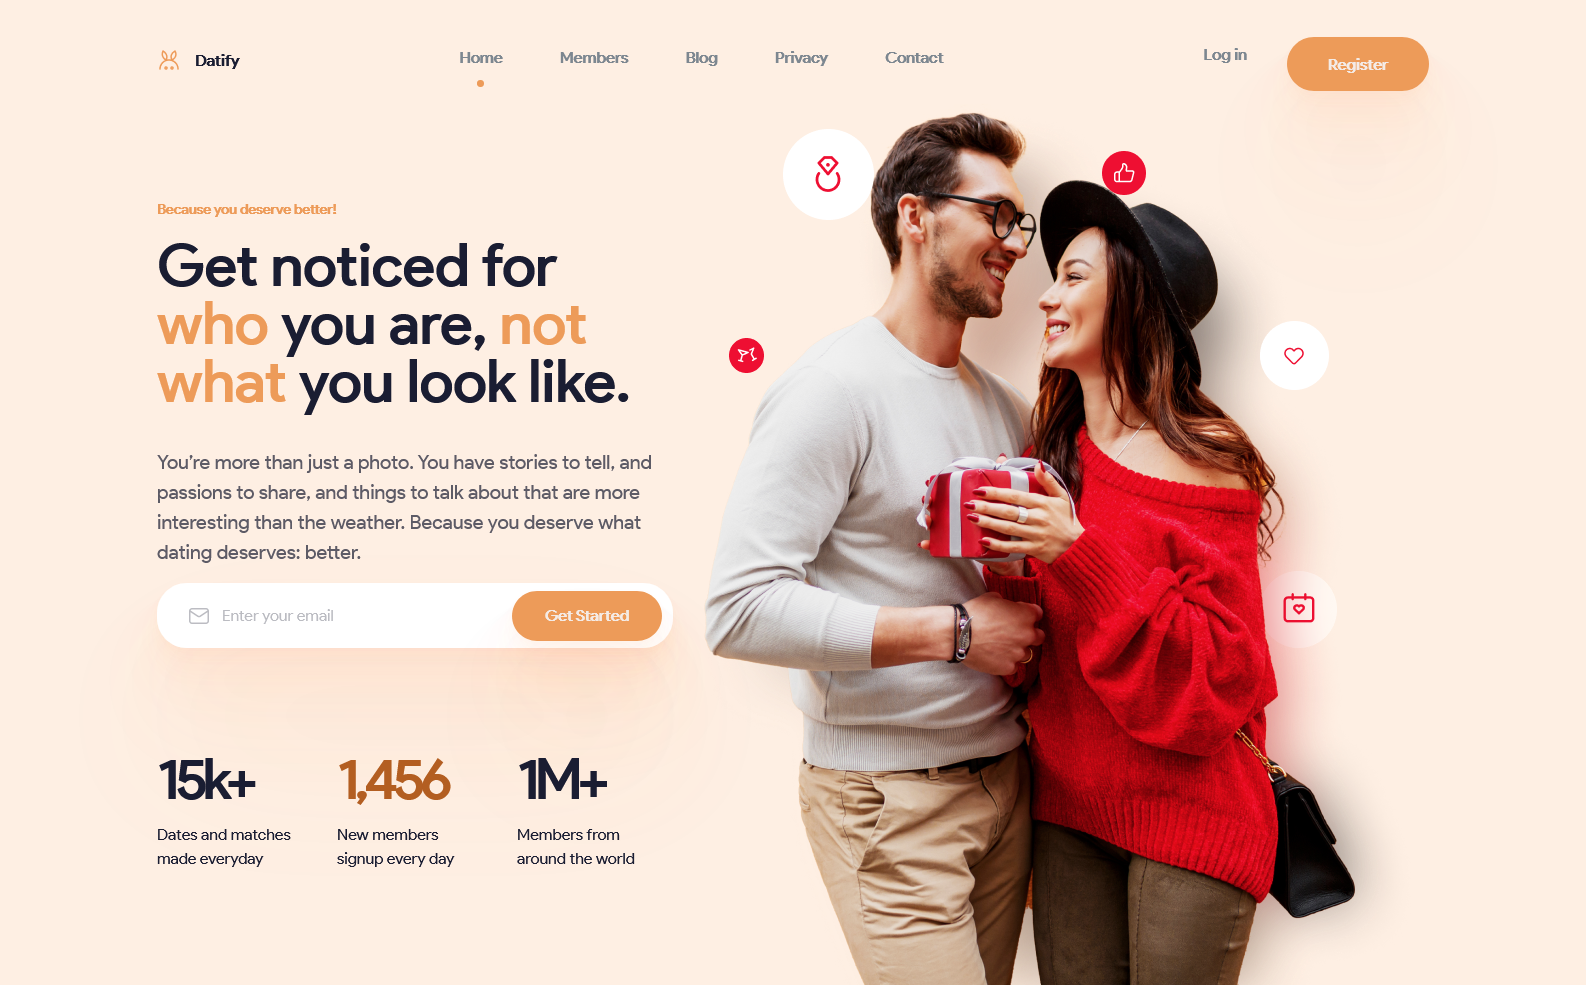 Datify
Home
Members
Blog
Privacy
Contact
Log in
Register
Because you deserve better!
Get noticed for
who you are, not
what you look like.
You’re more than just a photo. You have stories to tell, and
passions to share, and things to talk about that are more
interesting than the weather. Because you deserve what
dating deserves: better.
Enter your email
Get Started
15k+
Dates and matches
made everyday
1,456
New members
signup every day
1M+
Members from
around the world